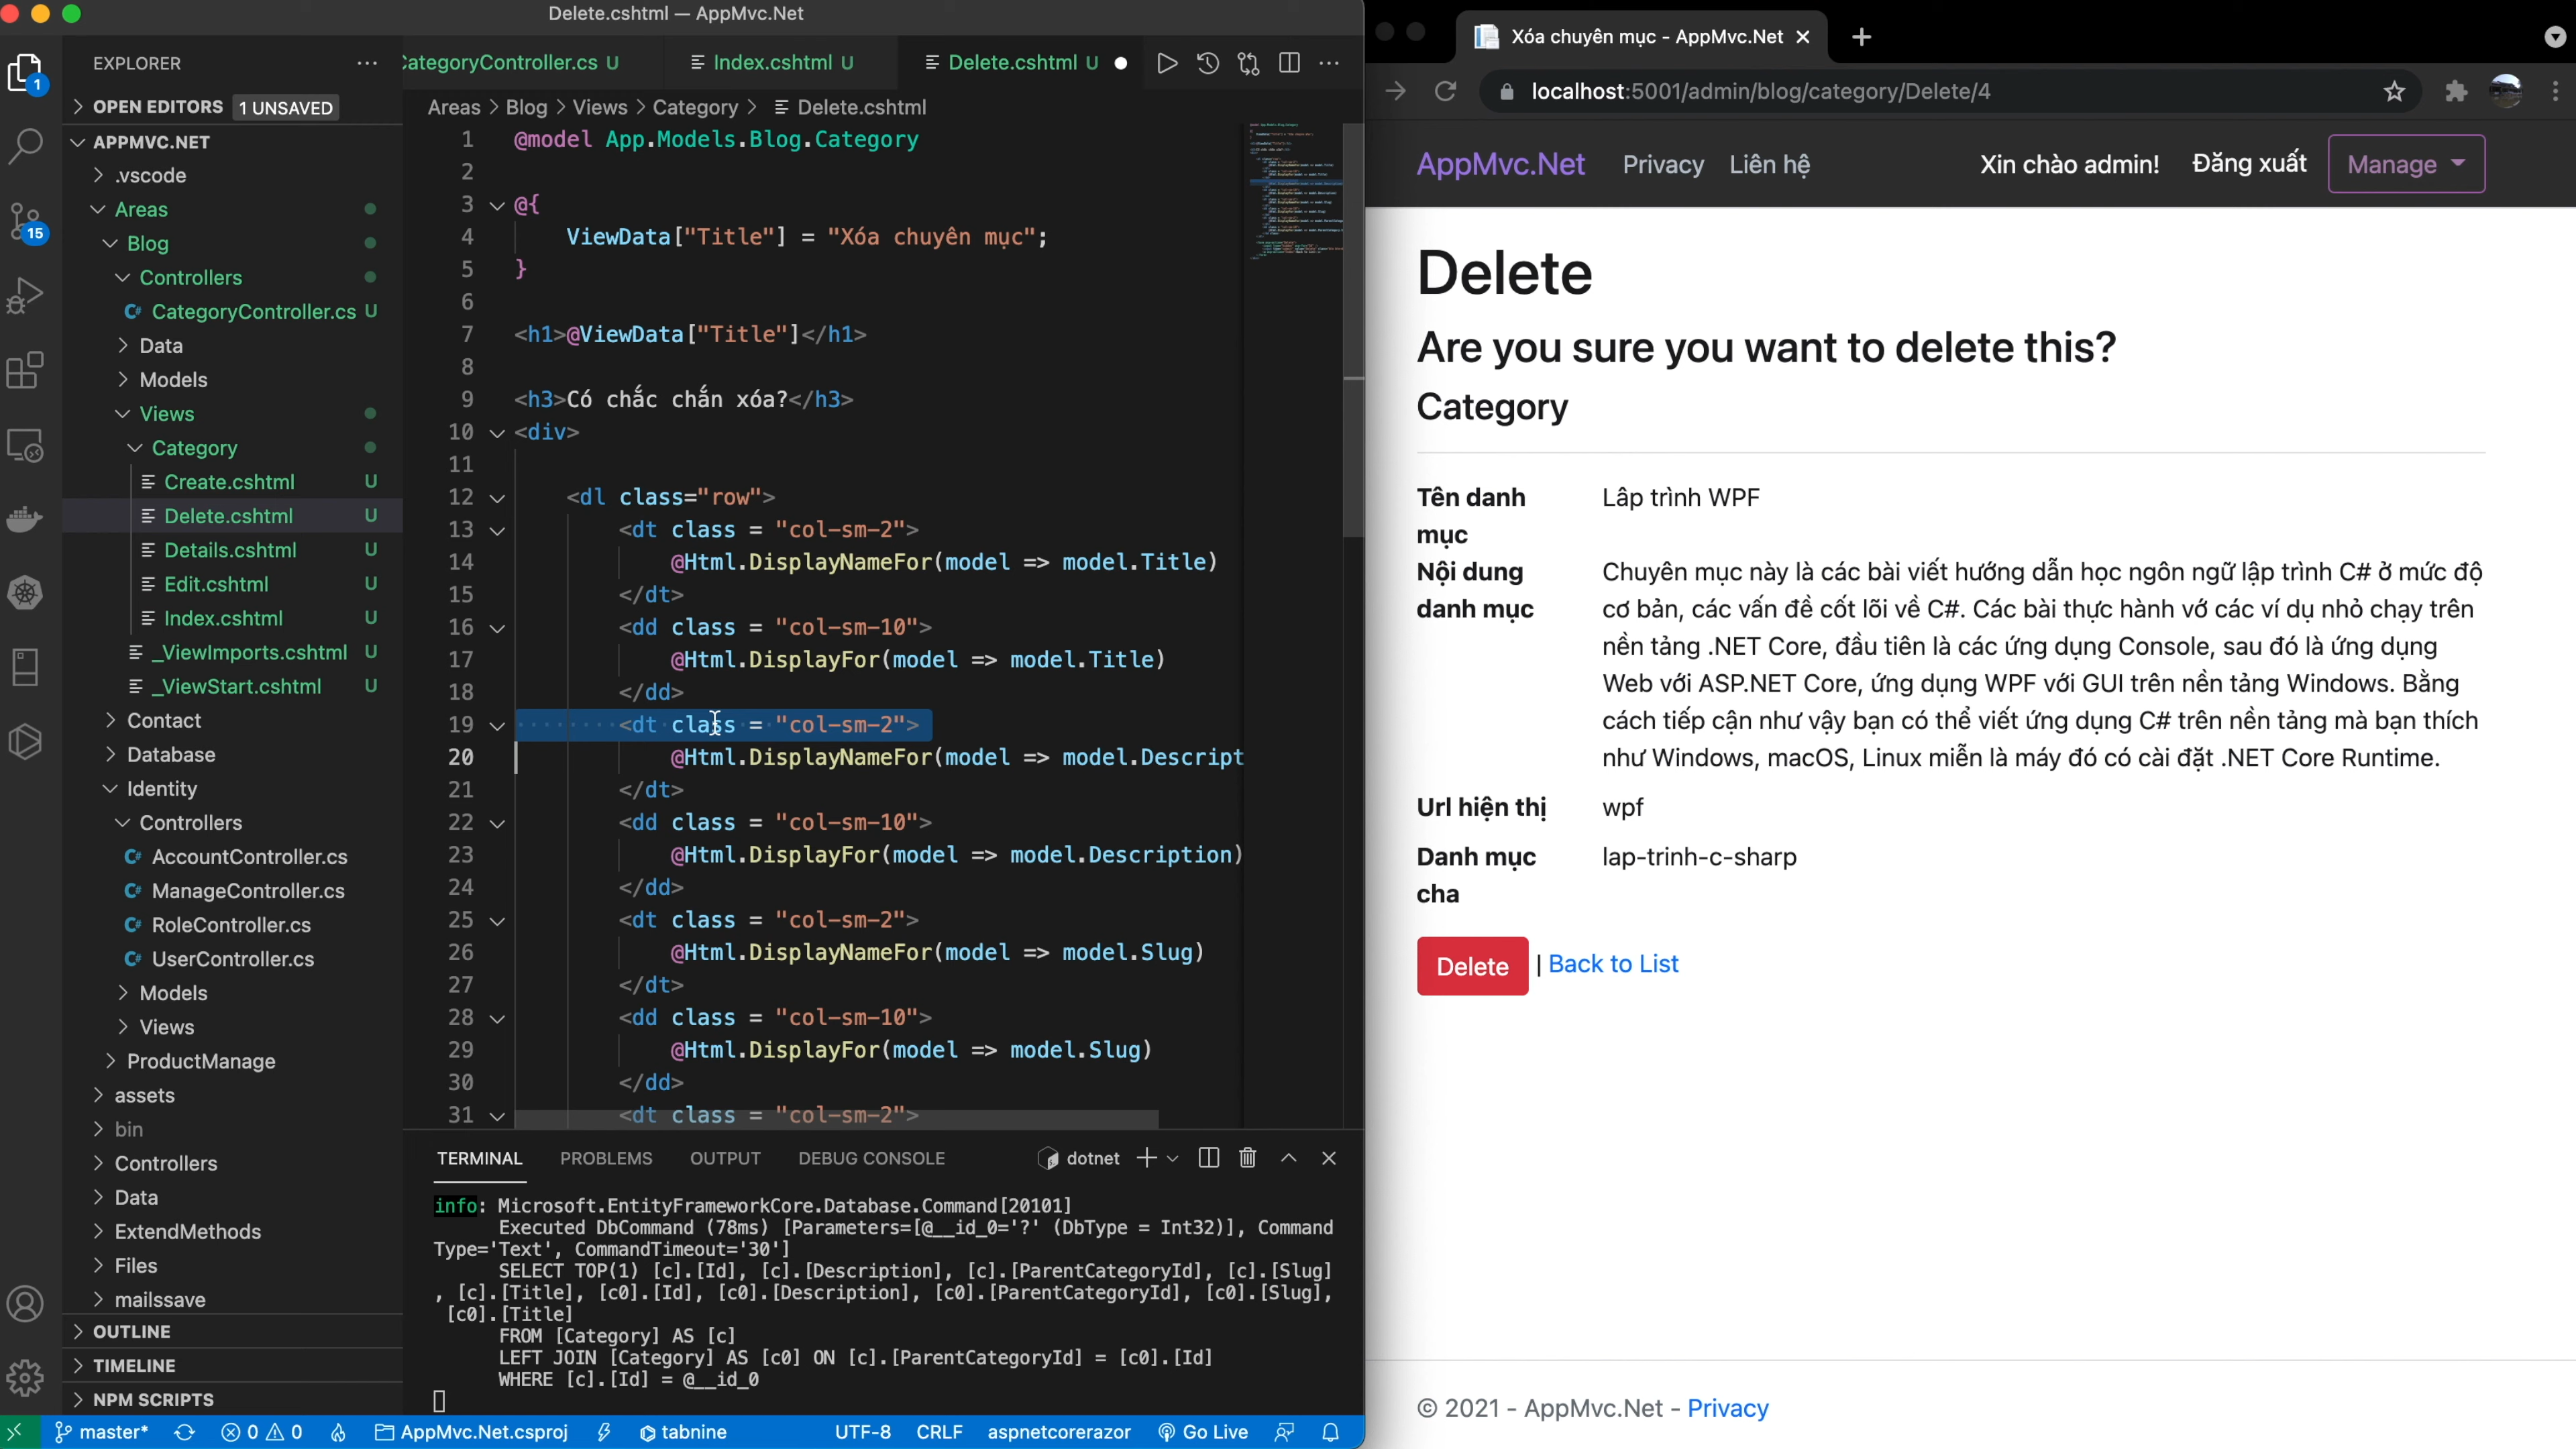 Delete.cshtml — AppMvc.Net
EXPLORER
OPEN EDITORS 1 UNSAVED
APPMVC.NET
.vscode
Areas
Blog
Controllers
CategoryController.cs U
Data
Models
Views
Category
Create.cshtml U
Delete.cshtml U
Details.cshtml U
Edit.cshtml U
Index.cshtml U
_ViewImports.cshtml U
_ViewStart.cshtml U
Contact
Database
Identity
Controllers
AccountController.cs
ManageController.cs
RoleController.cs
UserController.cs
Models
Views
ProductManage
assets
bin
Controllers
Data
ExtendMethods
Files
mailssave
OUTLINE
TIMELINE
NPM SCRIPTS
1
15
CategoryController.cs U
Index.cshtml U
Delete.cshtml U
Areas > Blog > Views > Category > Delete.cshtml
1 @model App.Models.Blog.Category
2
3 @{
4 ViewData["Title"] = "Xóa chuyên mục";
5 }
6
7 <h1>@ViewData["Title"]</h1>
8
9 <h3>Có chắc chắn xóa?</h3>
10 <div>
11
12 <dl class="row">
13 <dt class = "col-sm-2">
14 @Html.DisplayNameFor(model => model.Title)
15 </dt>
16 <dd class = "col-sm-10">
17 @Html.DisplayFor(model => model.Title)
18 </dd>
19 <dt class = "col-sm-2">
20 @Html.DisplayNameFor(model => model.Descript
21 </dt>
22 <dd class = "col-sm-10">
23 @Html.DisplayFor(model => model.Description)
24 </dd>
25 <dt class = "col-sm-2">
26 @Html.DisplayNameFor(model => model.Slug)
27 </dt>
28 <dd class = "col-sm-10">
29 @Html.DisplayFor(model => model.Slug)
30 </dd>
31 <dt class = "col-sm-2">
TERMINAL PROBLEMS OUTPUT DEBUG CONSOLE dotnet
info: Microsoft.EntityFrameworkCore.Database.Command[20101]
Executed DbCommand (78ms) [Parameters=[@__id_0='?' (DbType = Int32)], Command
Type='Text', CommandTimeout='30']
SELECT TOP(1) [c].[Id], [c].[Description], [c].[ParentCategoryId], [c].[Slug]
, [c].[Title], [c0].[Id], [c0].[Description], [c0].[ParentCategoryId], [c0].[Slug],
[c0].[Title]
FROM [Category] AS [c]
LEFT JOIN [Category] AS [c0] ON [c].[ParentCategoryId] = [c0].[Id]
WHERE [c].[Id] = @__id_0
master* 0 0 AppMvc.Net.csproj tabnine UTF-8 CRLF aspnetcorerazor Go Live
Xóa chuyên mục - AppMvc.Net
localhost:5001/admin/blog/category/Delete/4
AppMvc.Net Privacy Liên hệ Xin chào admin! Đăng xuất Manage
Delete
Are you sure you want to delete this?
Category
Tên danh mục
Lâp trình WPF
Nội dung danh mục
Chuyên mục này là các bài viết hướng dẫn học ngôn ngữ lập trình C# ở mức độ
cơ bản, các vấn đề cốt lõi về C#. Các bài thực hành vớ các ví dụ nhỏ chạy trên
nền tảng .NET Core, đầu tiên là các ứng dụng Console, sau đó là ứng dụng
Web với ASP.NET Core, ứng dụng WPF với GUI trên nền tảng Windows. Bằng
cách tiếp cận như vậy bạn có thể viết ứng dụng C# trên nền tảng mà bạn thích
như Windows, macOS, Linux miễn là máy đó có cài đặt .NET Core Runtime.
Url hiện thị
wpf
Danh mục cha
lap-trinh-c-sharp
Delete | Back to List
© 2021 - AppMvc.Net - Privacy